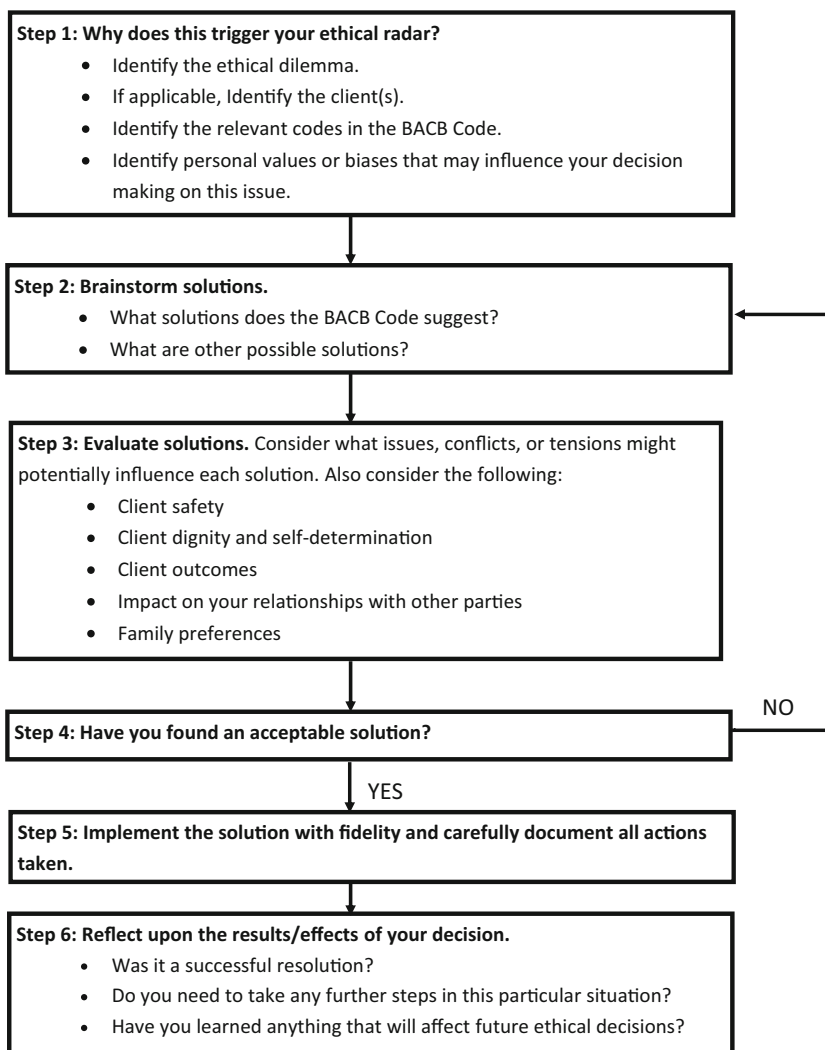 Step 1: Why does this trigger your ethical radar?
• Identify the ethical dilemma.
• If applicable, Identify the client(s).
• Identify the relevant codes in the BACB Code.
• Identify personal values or biases that may influence your decision
making on this issue.
Step 2: Brainstorm solutions.
• What solutions does the BACB Code suggest?
• What are other possible solutions?
Step 3: Evaluate solutions. Consider what issues, conflicts, or tensions might
potentially influence each solution. Also consider the following:
• Client safety
• Client dignity and self-determination
• Client outcomes
• Impact on your relationships with other parties
• Family preferences
Step 4: Have you found an acceptable solution?
NO
YES
Step 5: Implement the solution with fidelity and carefully document all actions
taken.
Step 6: Reflect upon the results/effects of your decision.
• Was it a successful resolution?
• Do you need to take any further steps in this particular situation?
• Have you learned anything that will affect future ethical decisions?